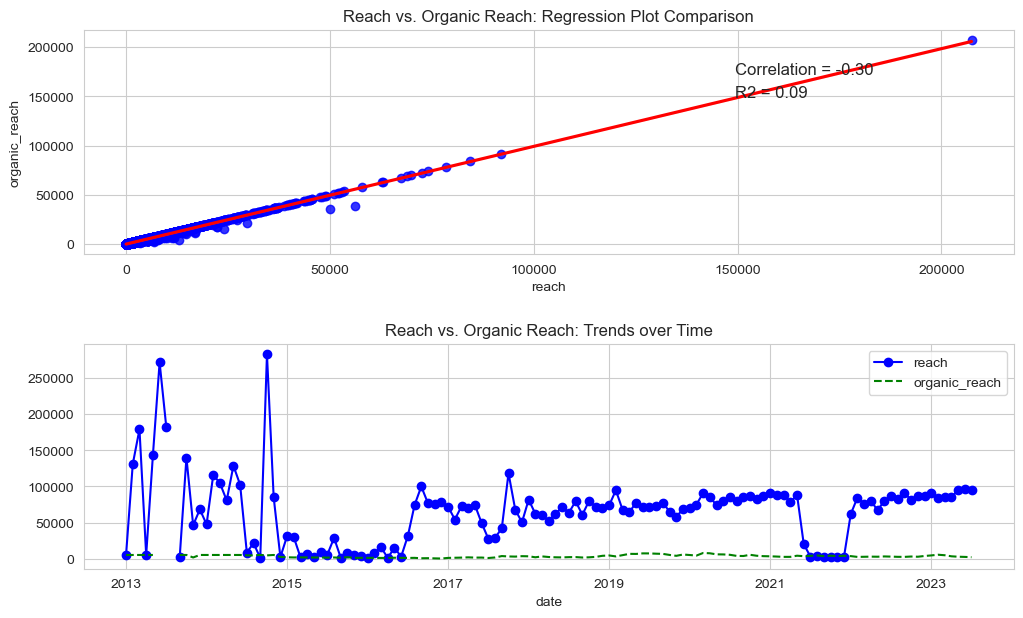 Reach vs. Organic Reach: Regression Plot Comparison
200000
150000
100000
50000
0
organic_reach
Correlation = -0.30
R2 = 0.09
0 50000 100000 150000 200000
reach
Reach vs. Organic Reach: Trends over Time
250000
200000
150000
100000
50000
0
reach
organic_reach
2013 2015 2017 2019 2021 2023
date